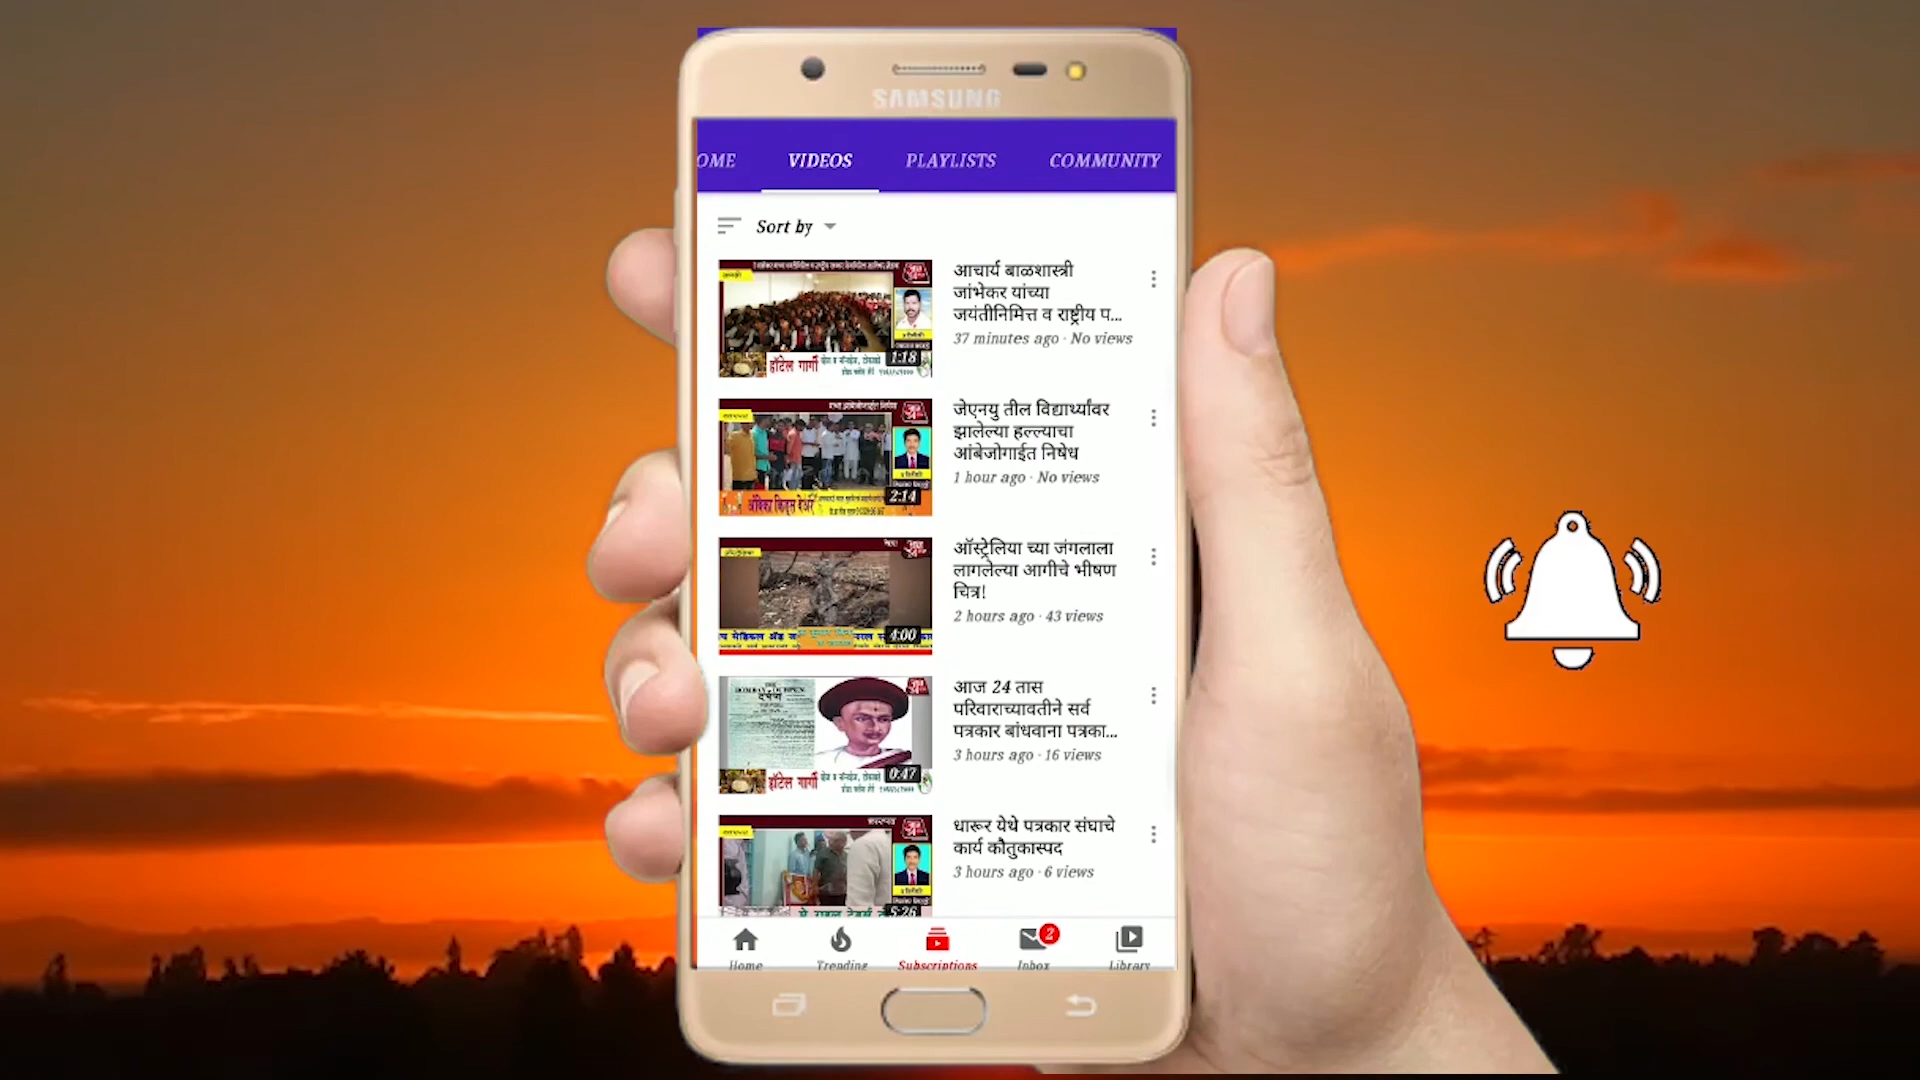 SAMSUNG
OME VIDEOS PLAYLISTS COMMUNITY
Sort by
आचार्य बाळशास्त्री
जांभेकर यांच्या
जयंतीनिमित्त व राष्ट्रीय प...
37 minutes ago · No views
हॉटेल गार्गी
1:18
जेएनयु तील विद्यार्थ्यांवर
झालेल्या हल्ल्याचा
आंबेजोगाईत निषेध
1 hour ago · No views
अंबिका किड्स वेअर
2:14
ऑस्ट्रेलिया च्या जंगलाला
लागलेल्या आगीचे भीषण
चित्र!
2 hours ago · 43 views
4:00
आज 24 तास
परिवाराच्यावतीने सर्व
पत्रकार बांधवाना पत्रका...
3 hours ago · 16 views
हॉटेल गार्गी
0:47
धारूर येथे पत्रकार संघाचे
कार्य कौतुकास्पद
3 hours ago · 6 views
5:26
2
Home Trending Subscriptions Inbox Library